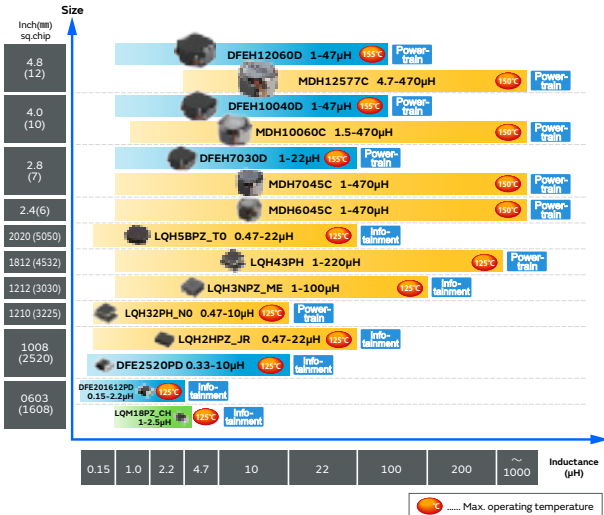 Size
Inch(mm)
sq.chip
4.8
(12)
DFEH12060D 1-47μH 155℃ Power-
train
MDH12577C 4.7-470μH 150℃ Power-
train
4.0
(10)
DFEH10040D 1-47μH 155℃ Power-
train
MDH10060C 1.5-470μH 150℃ Power-
train
2.8
(7)
DFEH7030D 1-22μH 155℃ Power-
train
MDH7045C 1-470μH 150℃ Power-
train
2.4(6)
MDH6045C 1-470μH 150℃ Power-
train
2020 (5050)
LQH5BPZ_T0 0.47-22μH 125℃ Info-
tainment
1812 (4532)
LQH43PH 1-220μH 125℃ Power-
train
1212 (3030)
LQH3NPZ_ME 1-100μH 125℃ Info-
tainment
1210 (3225)
LQH32PH_N0 0.47-10μH 125℃ Power-
train
1008
(2520)
LQH2HPZ_JR 0.47-22μH 125℃ Info-
tainment
DFE2520PD 0.33-10μH 125℃ Info-
tainment
0603
(1608)
DFE201612PD
0.15-2.2μH 125℃ Info-
tainment
LQM18PZ_CH
1-2.5μH 125℃ Info-
tainment
0.15 1.0 2.2 4.7 10 22 100 200 ～
1000
Inductance
(μH)
℃ ...... Max. operating temperature